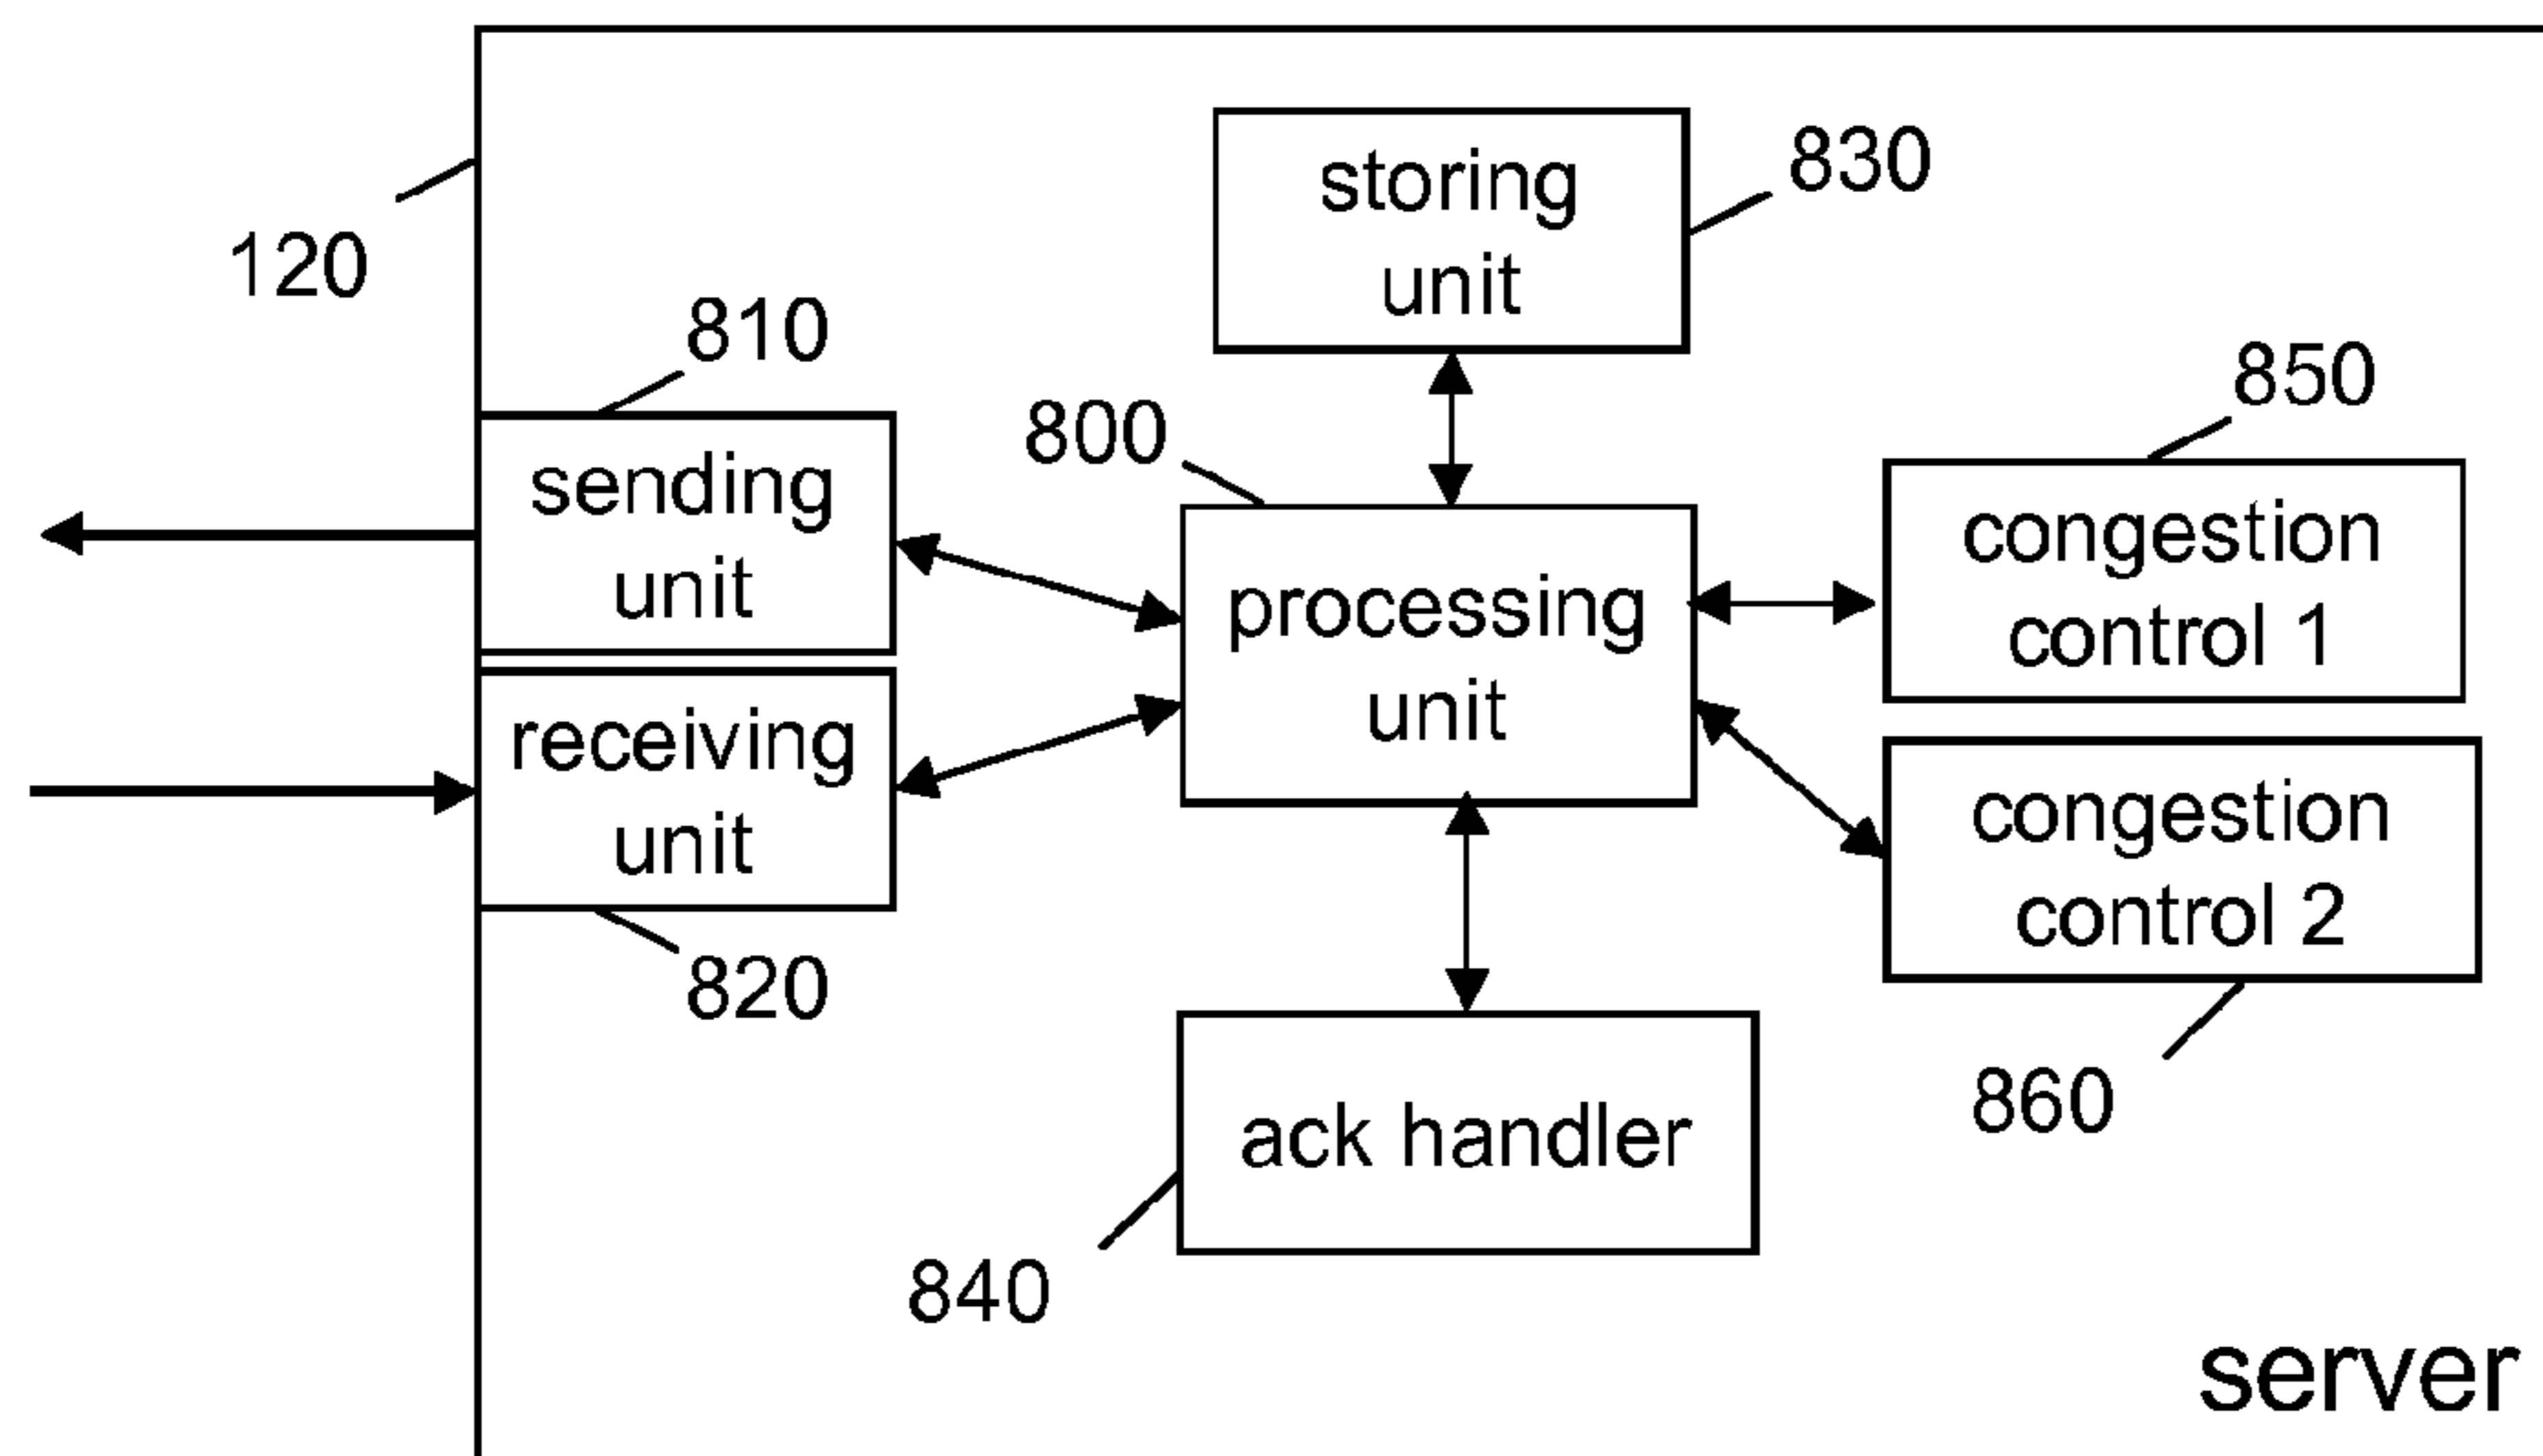 120
810
sending
unit
receiving
unit
820
storing
unit
830
800
processing
unit
850
congestion
control 1
congestion
control 2
860
ack handler
840
server